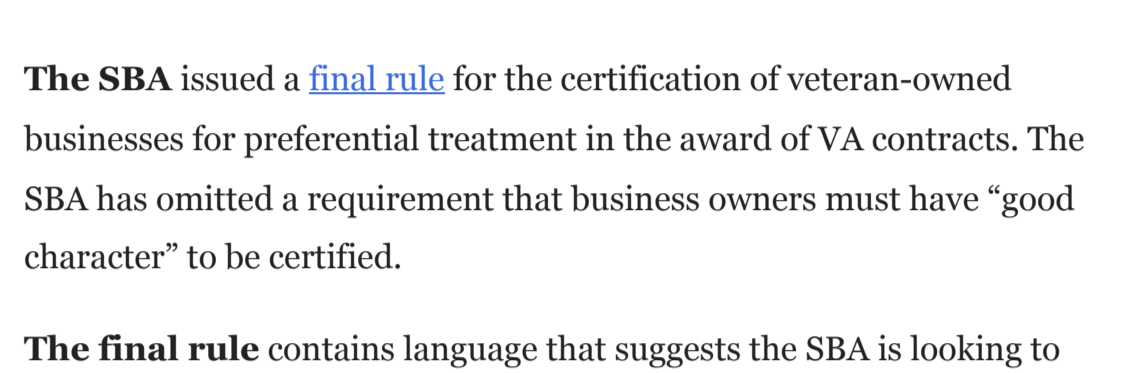 The SBA issued a final rule for the certification of veteran-owned
businesses for preferential treatment in the award of VA contracts. The
SBA has omitted a requirement that business owners must have “good
character” to be certified.
The final rule contains language that suggests the SBA is looking to